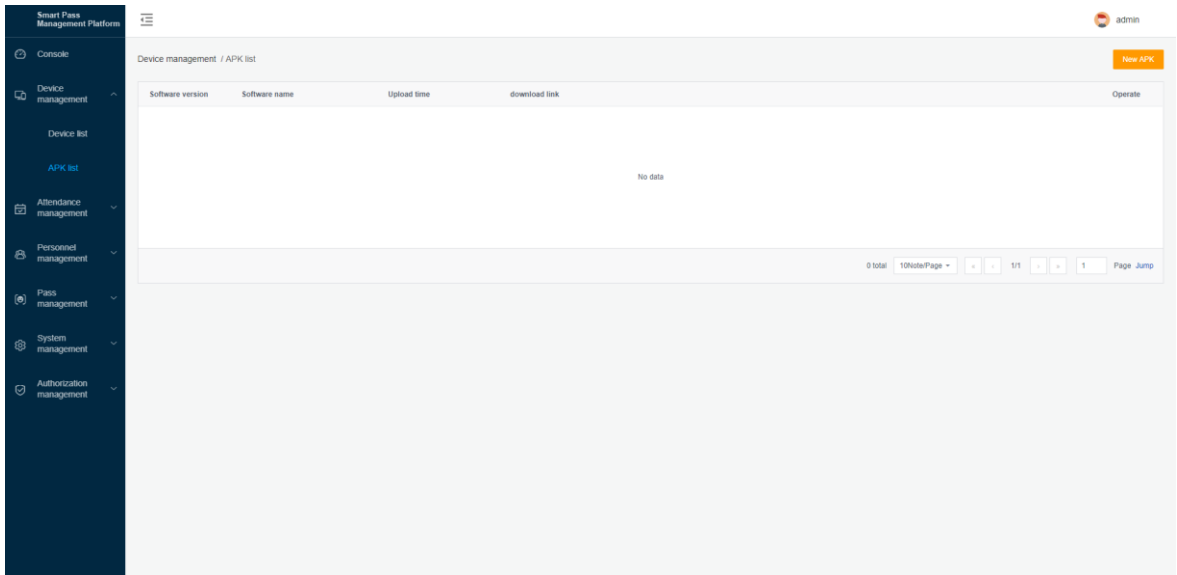 Smart Pass
Management Platform
admin
Console
Device
management
Device list
APK list
Attendance
management
Personnel
management
Pass
management
System
management
Authorization
management
Device management / APK list
New APK
Software version Software name Upload time download link Operate
No data
0 total 10Note/Page « ‹ 1/1 › » 1 Page Jump